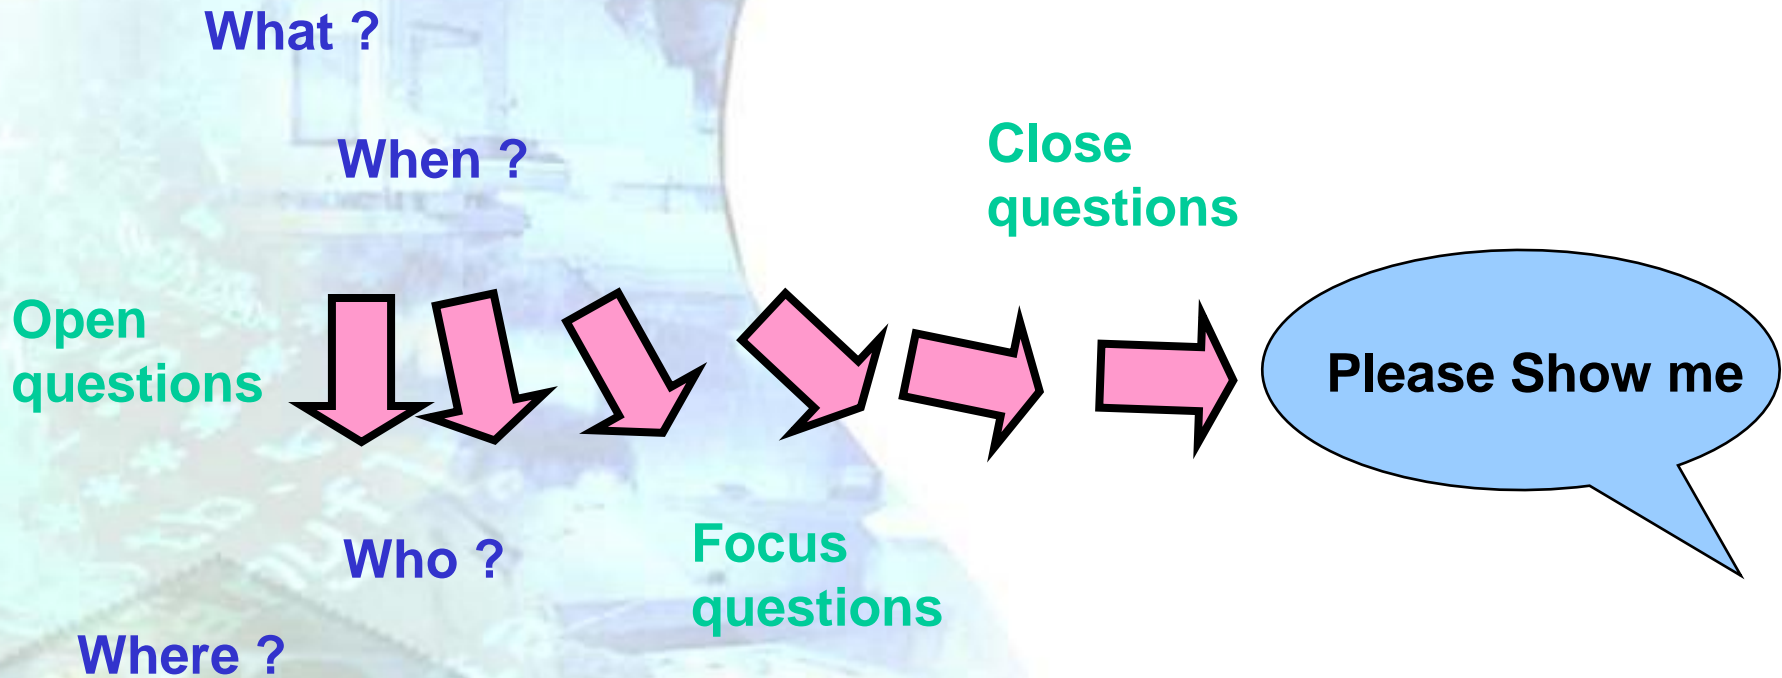 What ?
When ?
Close
questions
Open
questions
Please Show me
Who ?
Focus
questions
Where ?